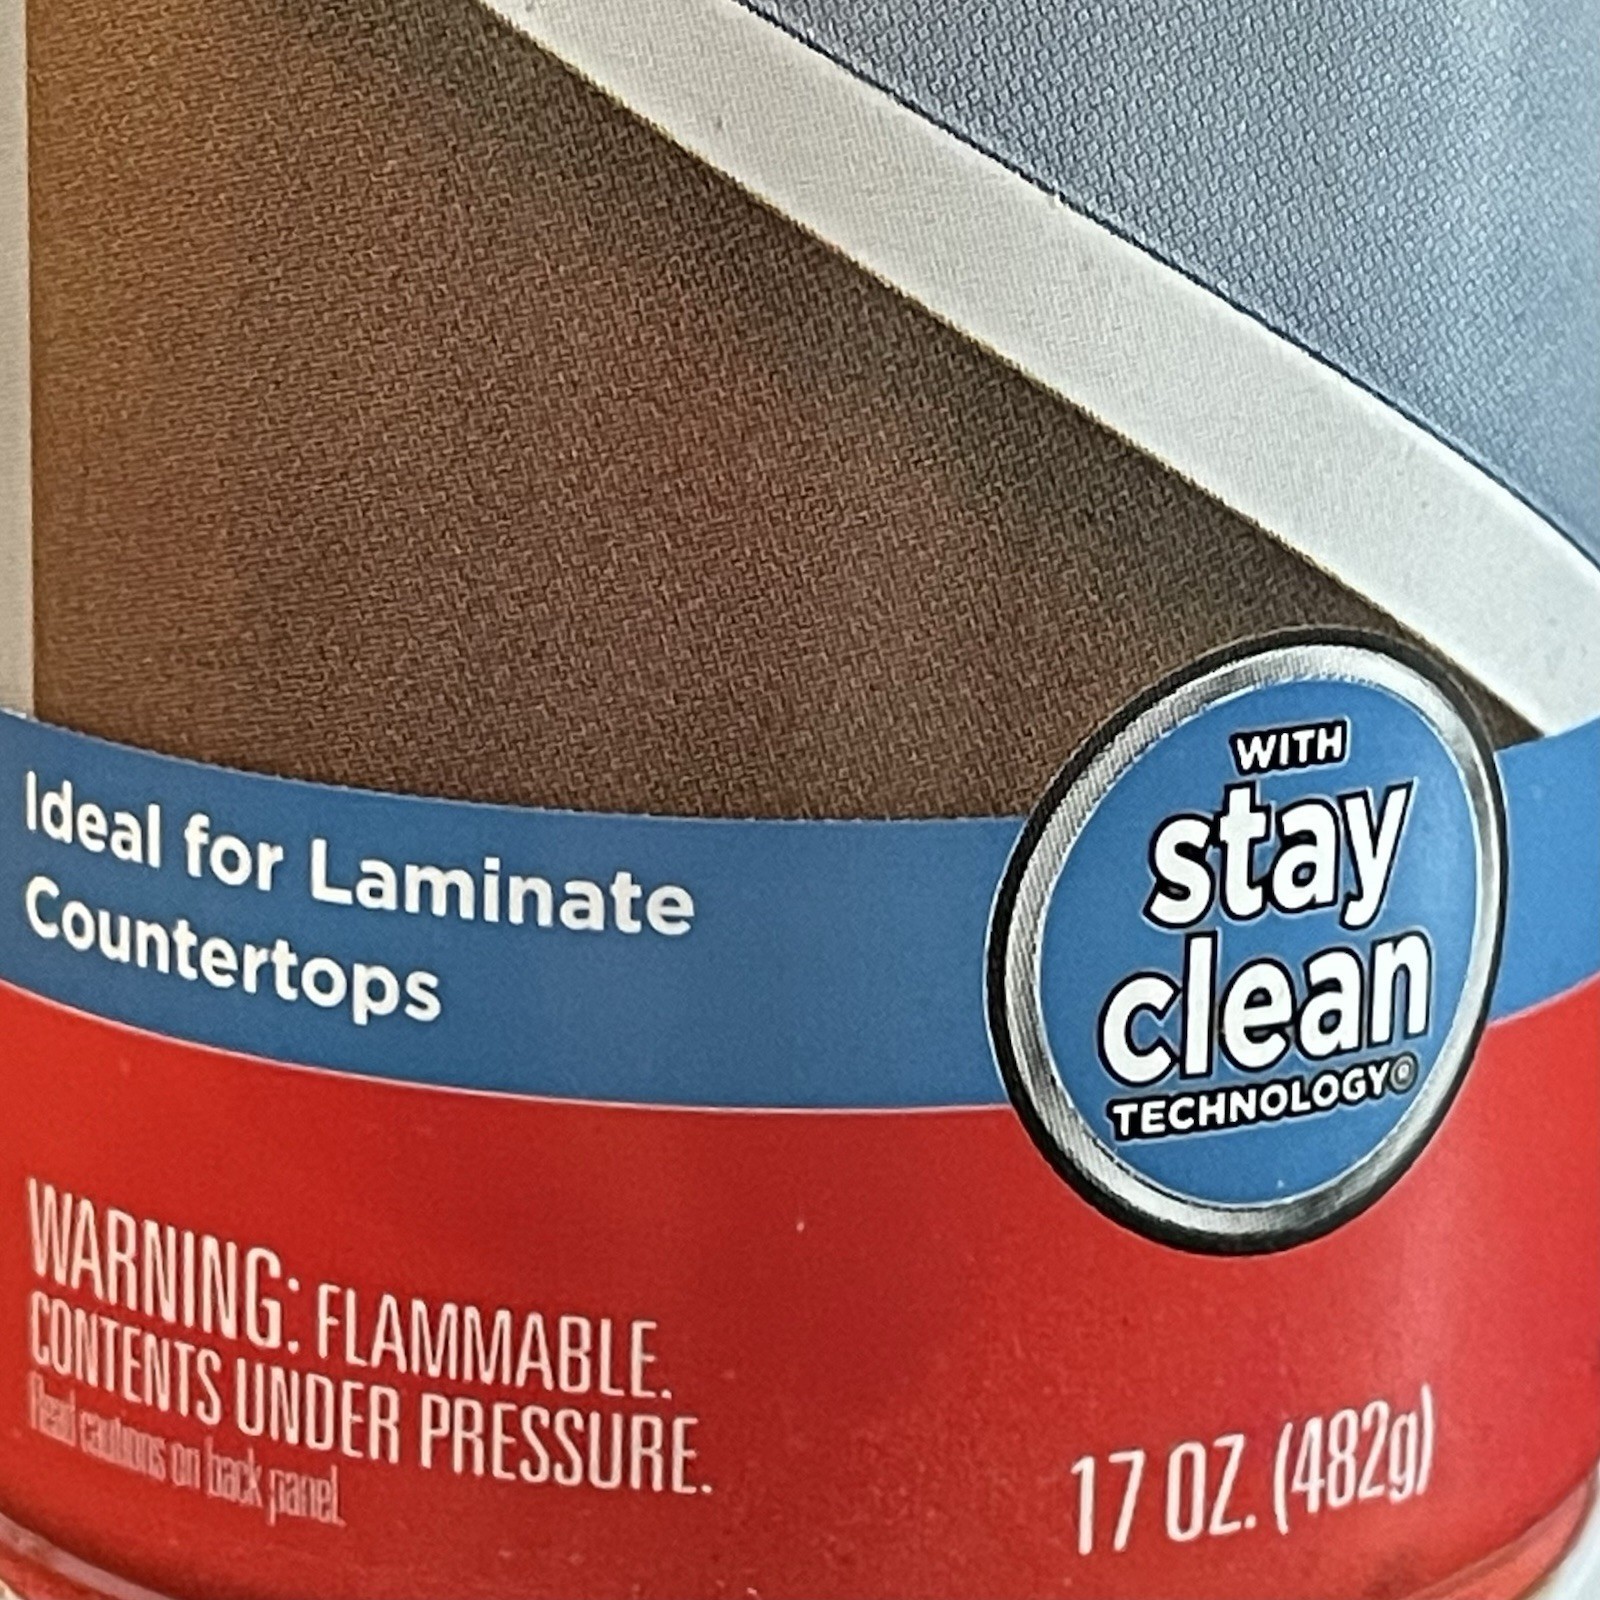 WITH
stay
clean
TECHNOLOGY®
Ideal for Laminate
Countertops
WARNING: FLAMMABLE.
CONTENTS UNDER PRESSURE.
Read cautions on back panel.
17 OZ. (482g)